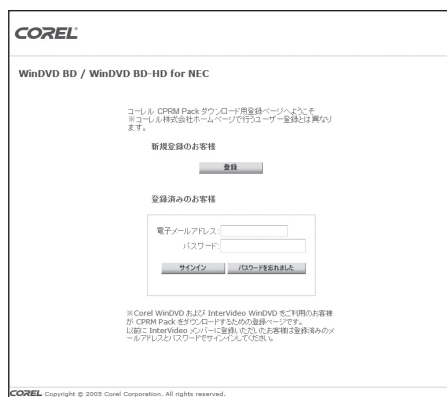 COREL
WinDVD BD / WinDVD BD-HD for NEC
コーレル CPRM Pack ダウンロード用登録ページへようこそ
※コーレル株式会社ホームページで行うユーザー登録とは異なり
ます。
新規登録のお客様
登録
登録済みのお客様
電子メールアドレス:
パスワード:
サインイン パスワードを忘れました
※Corel WinDVD および InterVideo WinDVD をご利用のお客様
が CPRM Pack をダウンロードするための登録ページです。
以前に InterVideo メンバーに登録いただいたお客様は登録済みのメ
ールアドレスとパスワードでサインインしてください。
COREL Copyright © 2005 Corel Corporation. All rights reserved.